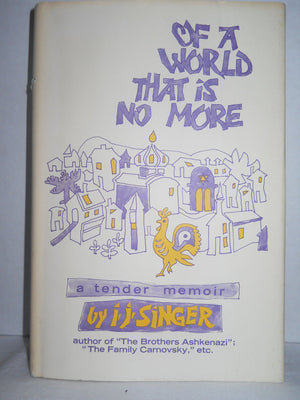 OF A
WORLD
THAT IS
NO MORE
a tender memoir
by i j SiNGER
author of "The Brothers Ashkenazi";
"The Family Carnovsky," etc.